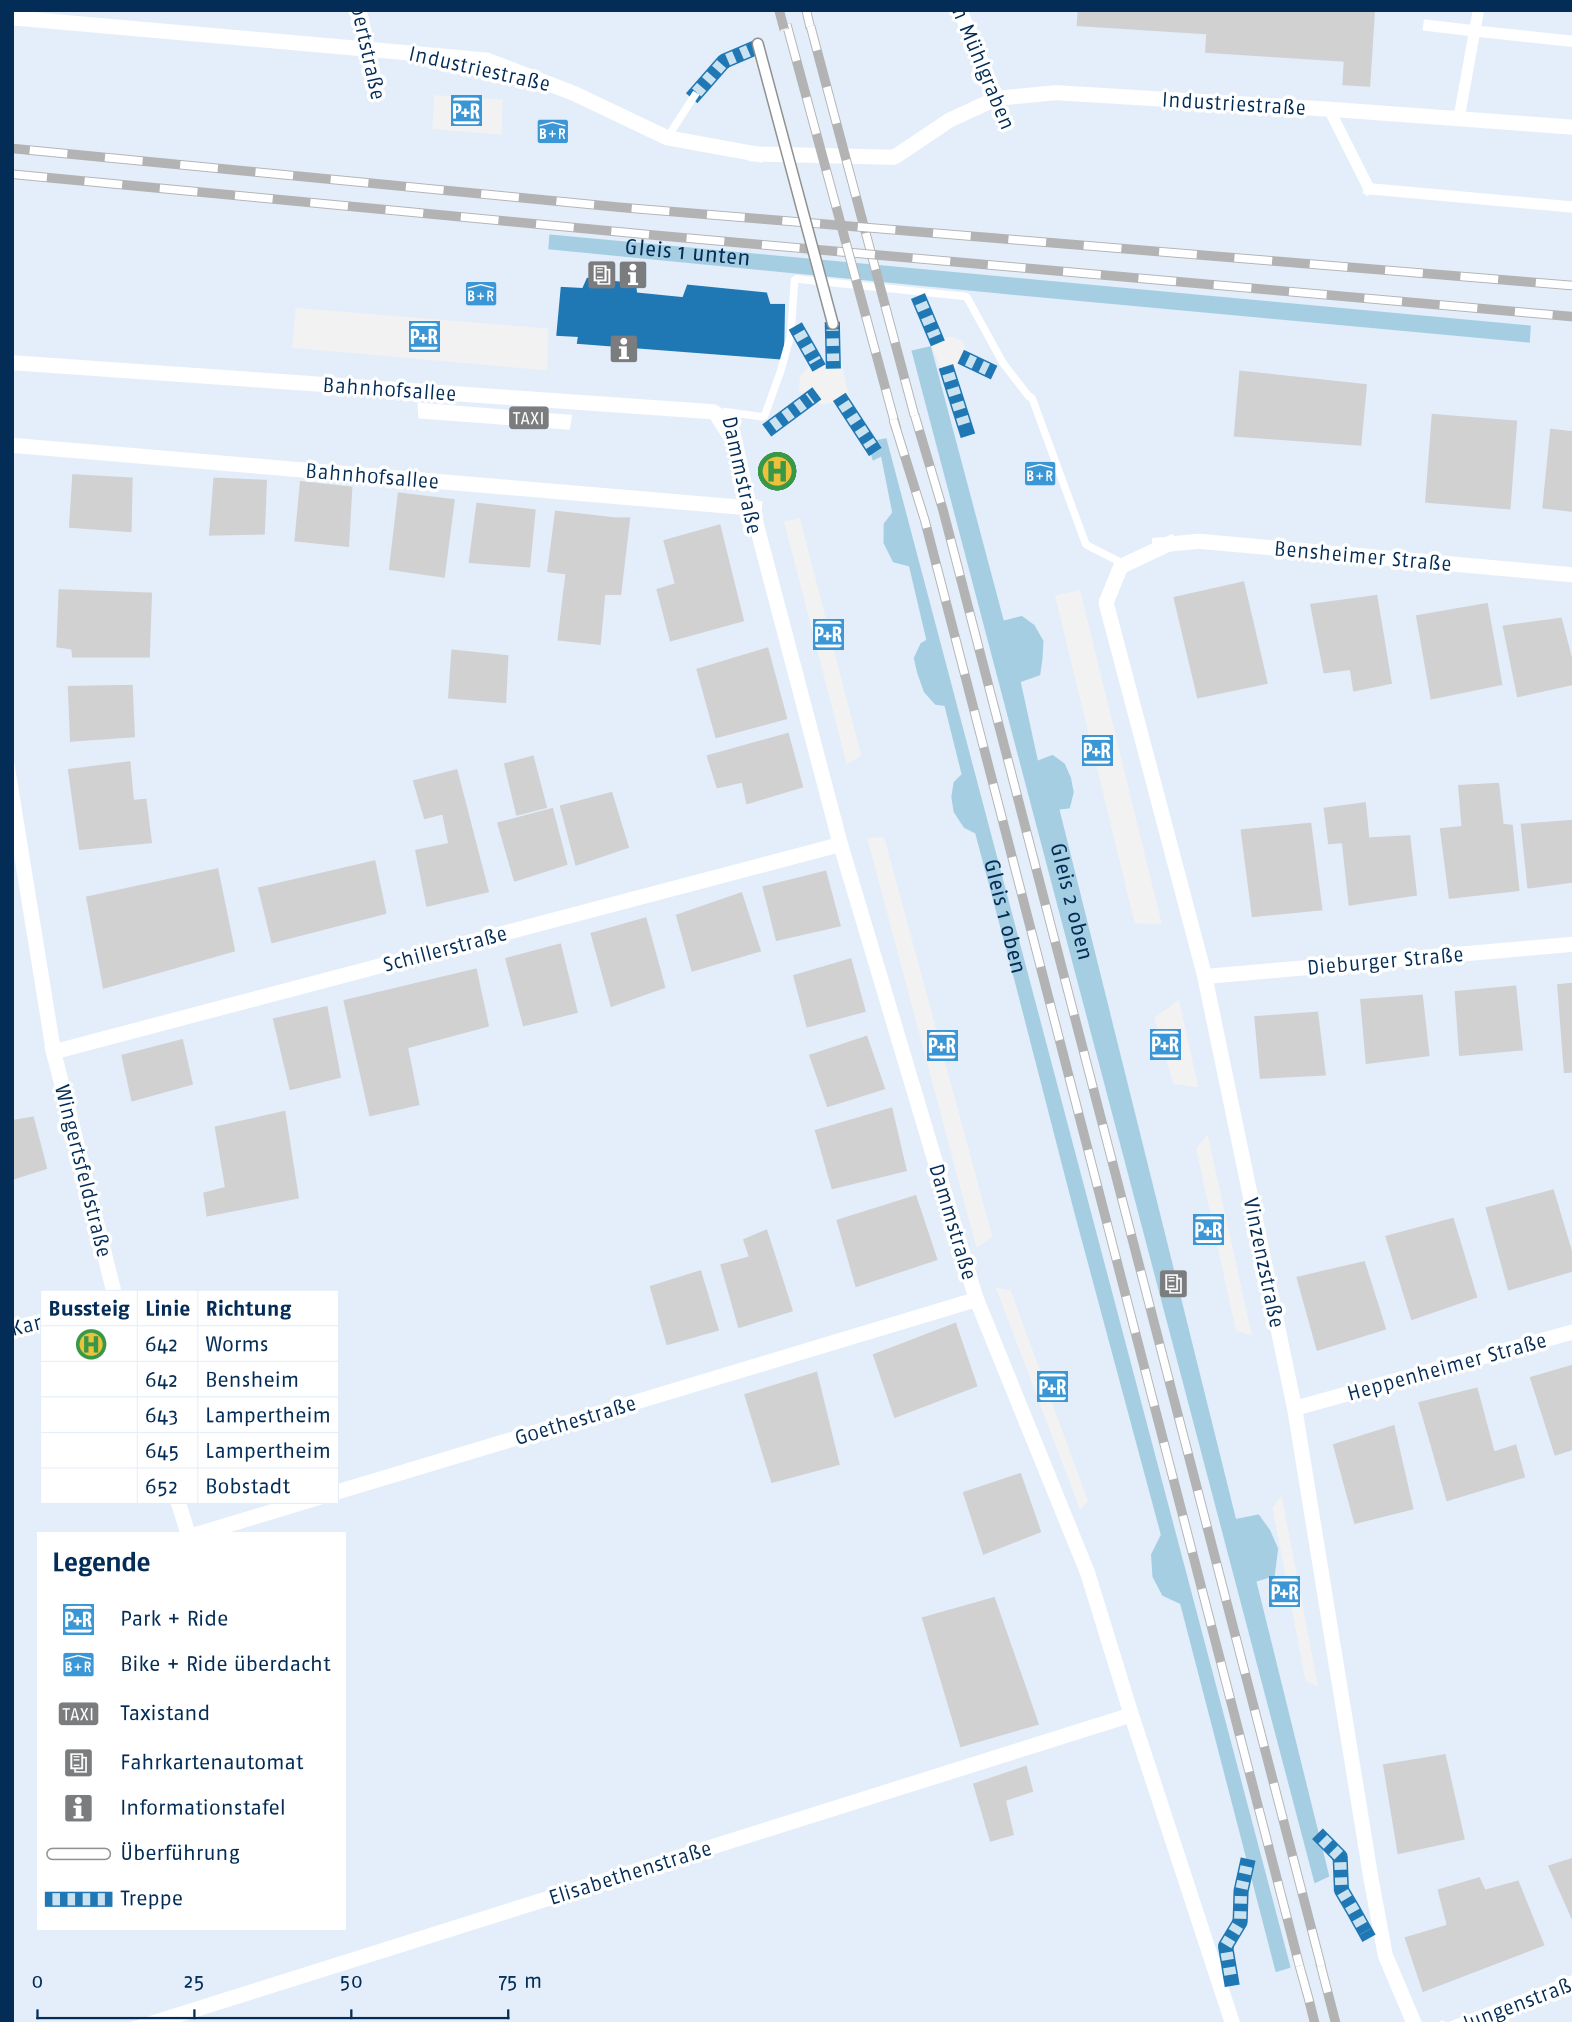 Industriestraße
Industriestraße
P+R
B+R
Gleis 1 unten
B+R
P+R
i
i
Bahnhofsallee
TAXI
Dammstraße
H
B+R
Bahnhofsallee
Bensheimer Straße
P+R
P+R
Gleis 1 oben
Gleis 2 oben
Schillerstraße
Dieburger Straße
P+R
P+R
Wingertsfeldstraße
Dammstraße
P+R
Vinzenzstraße
Heppenheimer Straße
P+R
Goethestraße
P+R
Elisabethenstraße
Bussteig Linie Richtung
H 642 Worms
642 Bensheim
643 Lampertheim
645 Lampertheim
652 Bobstadt
Legende
P+R Park + Ride
B+R Bike + Ride überdacht
TAXI Taxistand
Fahrkartenautomat
i Informationstafel
Überführung
Treppe
0 25 50 75 m